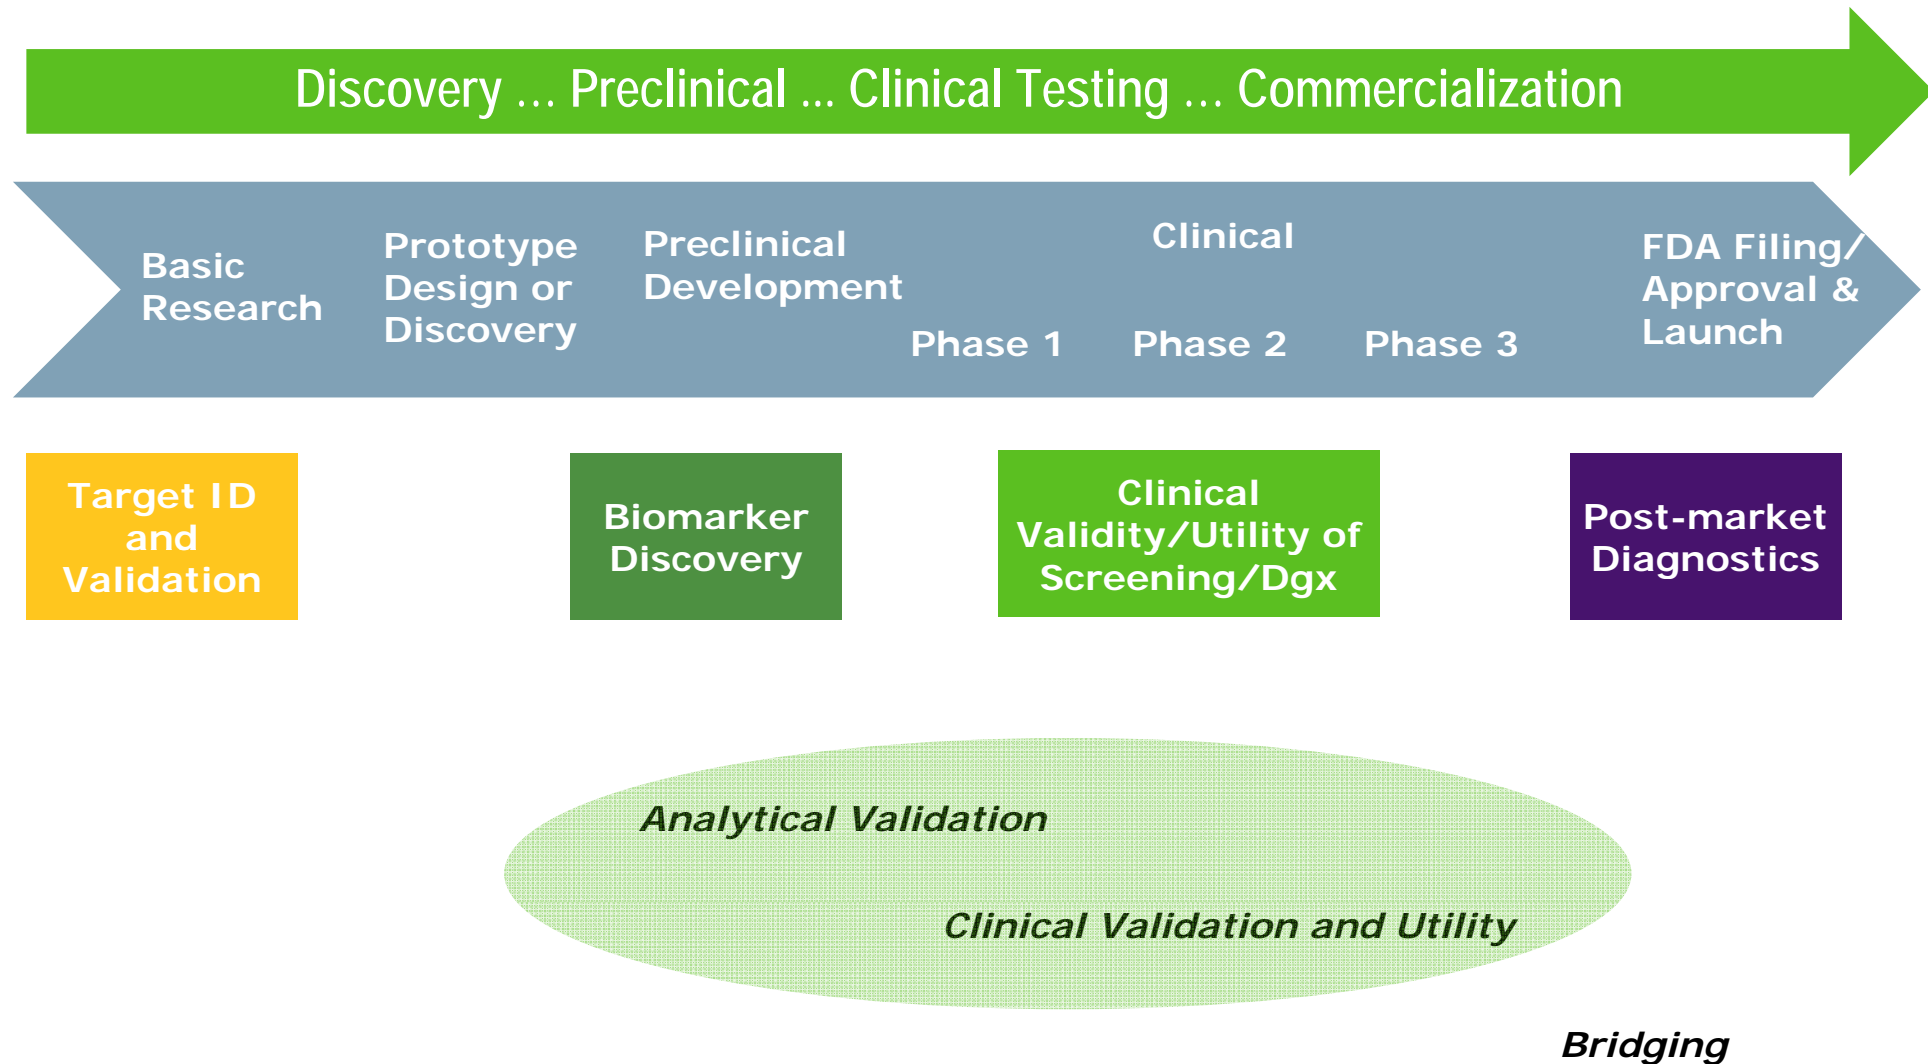 Discovery … Preclinical ... Clinical Testing … Commercialization
Basic
Research
Prototype
Design or
Discovery
Preclinical
Development
Clinical
Phase 1
Phase 2
Phase 3
FDA Filing/
Approval &
Launch
Target ID
and
Validation
Biomarker
Discovery
Clinical
Validity/Utility of
Screening/Dgx
Post-market
Diagnostics
Analytical Validation
Clinical Validation and Utility
Bridging